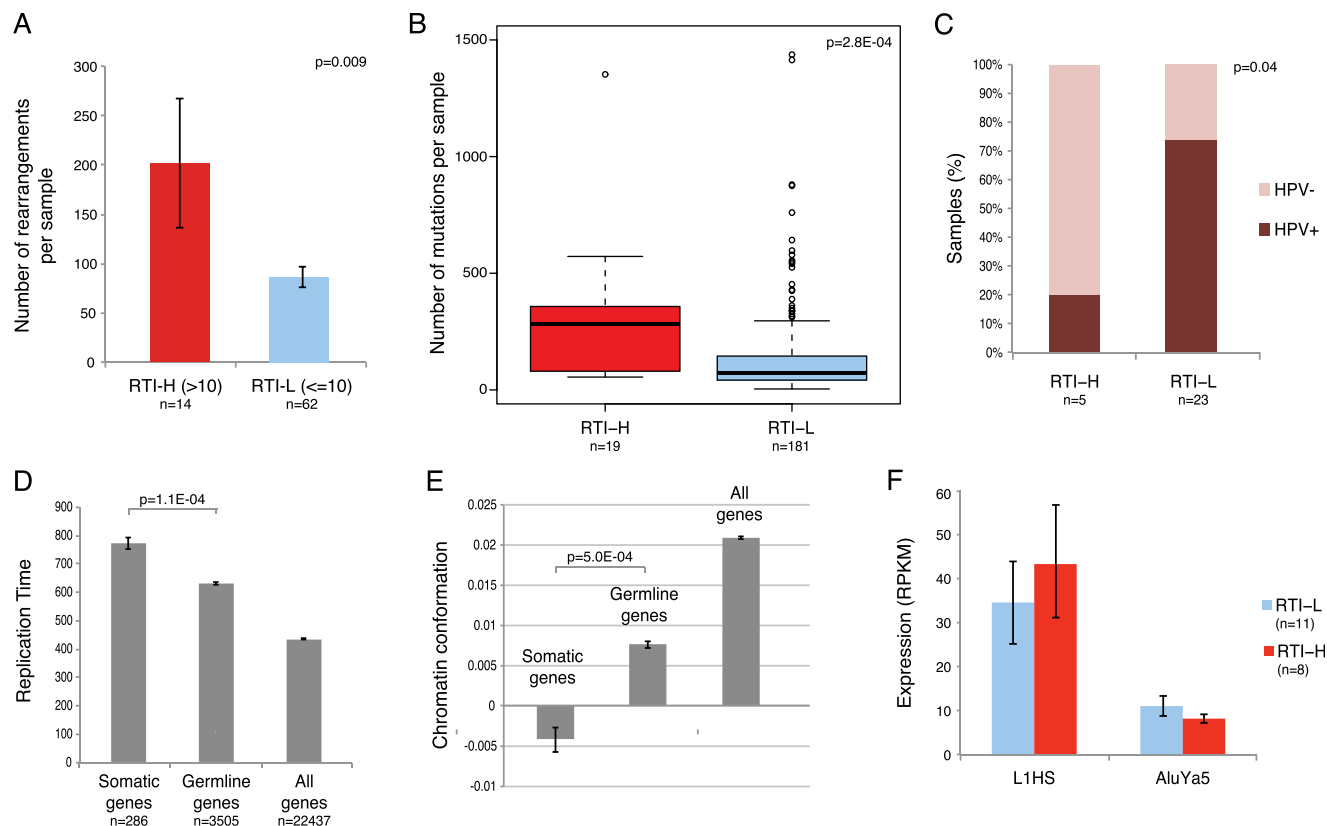 A
p=0.009
Number of rearrangements
per sample
300
250
200
150
100
50
0
RTI-H (>10)
n=14
RTI-L (<=10)
n=62
B
p=2.8E-04
Number of mutations per sample
1500
1000
500
0
RTI−H
n=19
RTI−L
n=181
C
p=0.04
Samples (%)
100%
90%
80%
70%
60%
50%
40%
30%
20%
10%
0%
RTI−H
n=5
RTI−L
n=23
HPV-
HPV+
D
p=1.1E-04
Replication Time
900
800
700
600
500
400
300
200
100
0
Somatic
genes
n=286
Germline
genes
n=3505
All
genes
n=22437
E
Chromatin conformation
0.025
0.02
0.015
0.01
0.005
0
-0.005
-0.01
p=5.0E-04
Somatic
genes
Germline
genes
All
genes
F
Expression (RPKM)
60
50
40
30
20
10
0
L1HS
AluYa5
RTI−L
(n=11)
RTI−H
(n=8)